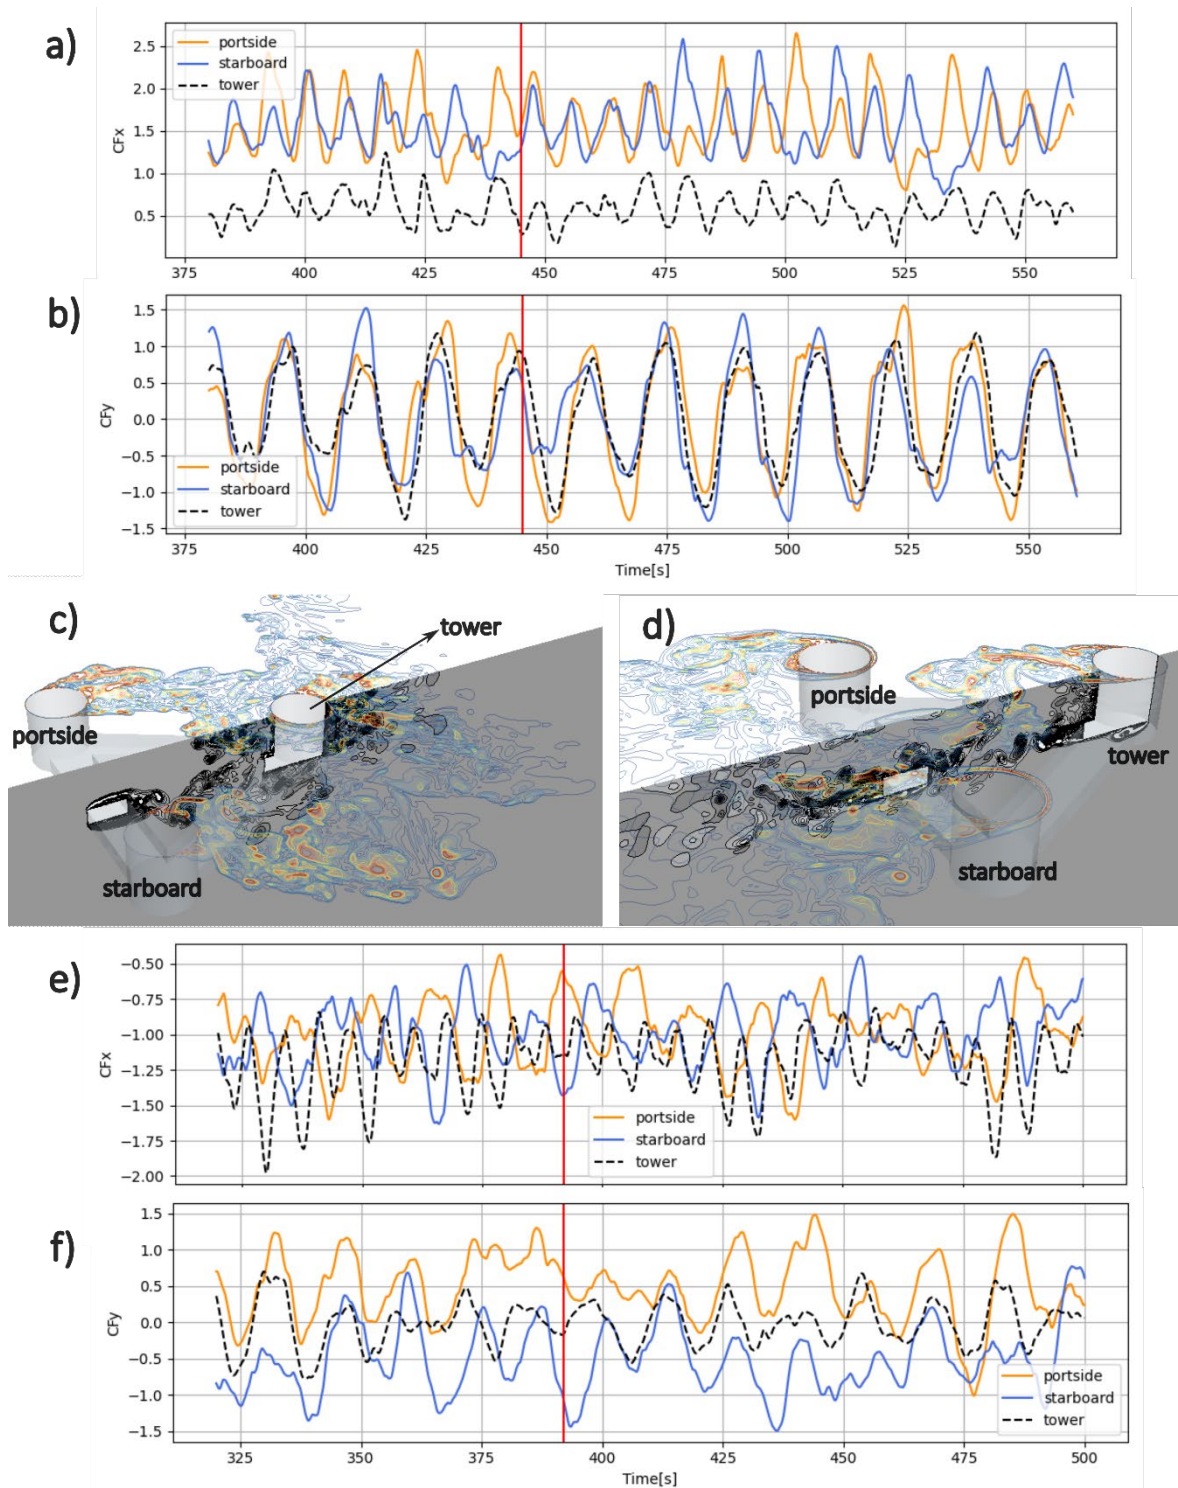 a)
portside
starboard
tower
CFx
2.5
2.0
1.5
1.0
0.5
375 400 425 450 475 500 525 550
b)
CFy
1.5
1.0
0.5
0.0
−0.5
−1.0
−1.5
portside
starboard
tower
375 400 425 450 475 500 525 550
Time[s]
c)
tower
portside
starboard
d)
portside
tower
starboard
e)
CFx
−0.50
−0.75
−1.00
−1.25
−1.50
−1.75
−2.00
portside
starboard
tower
f)
CFy
1.5
1.0
0.5
0.0
−0.5
−1.0
−1.5
portside
starboard
tower
325 350 375 400 425 450 475 500
Time[s]